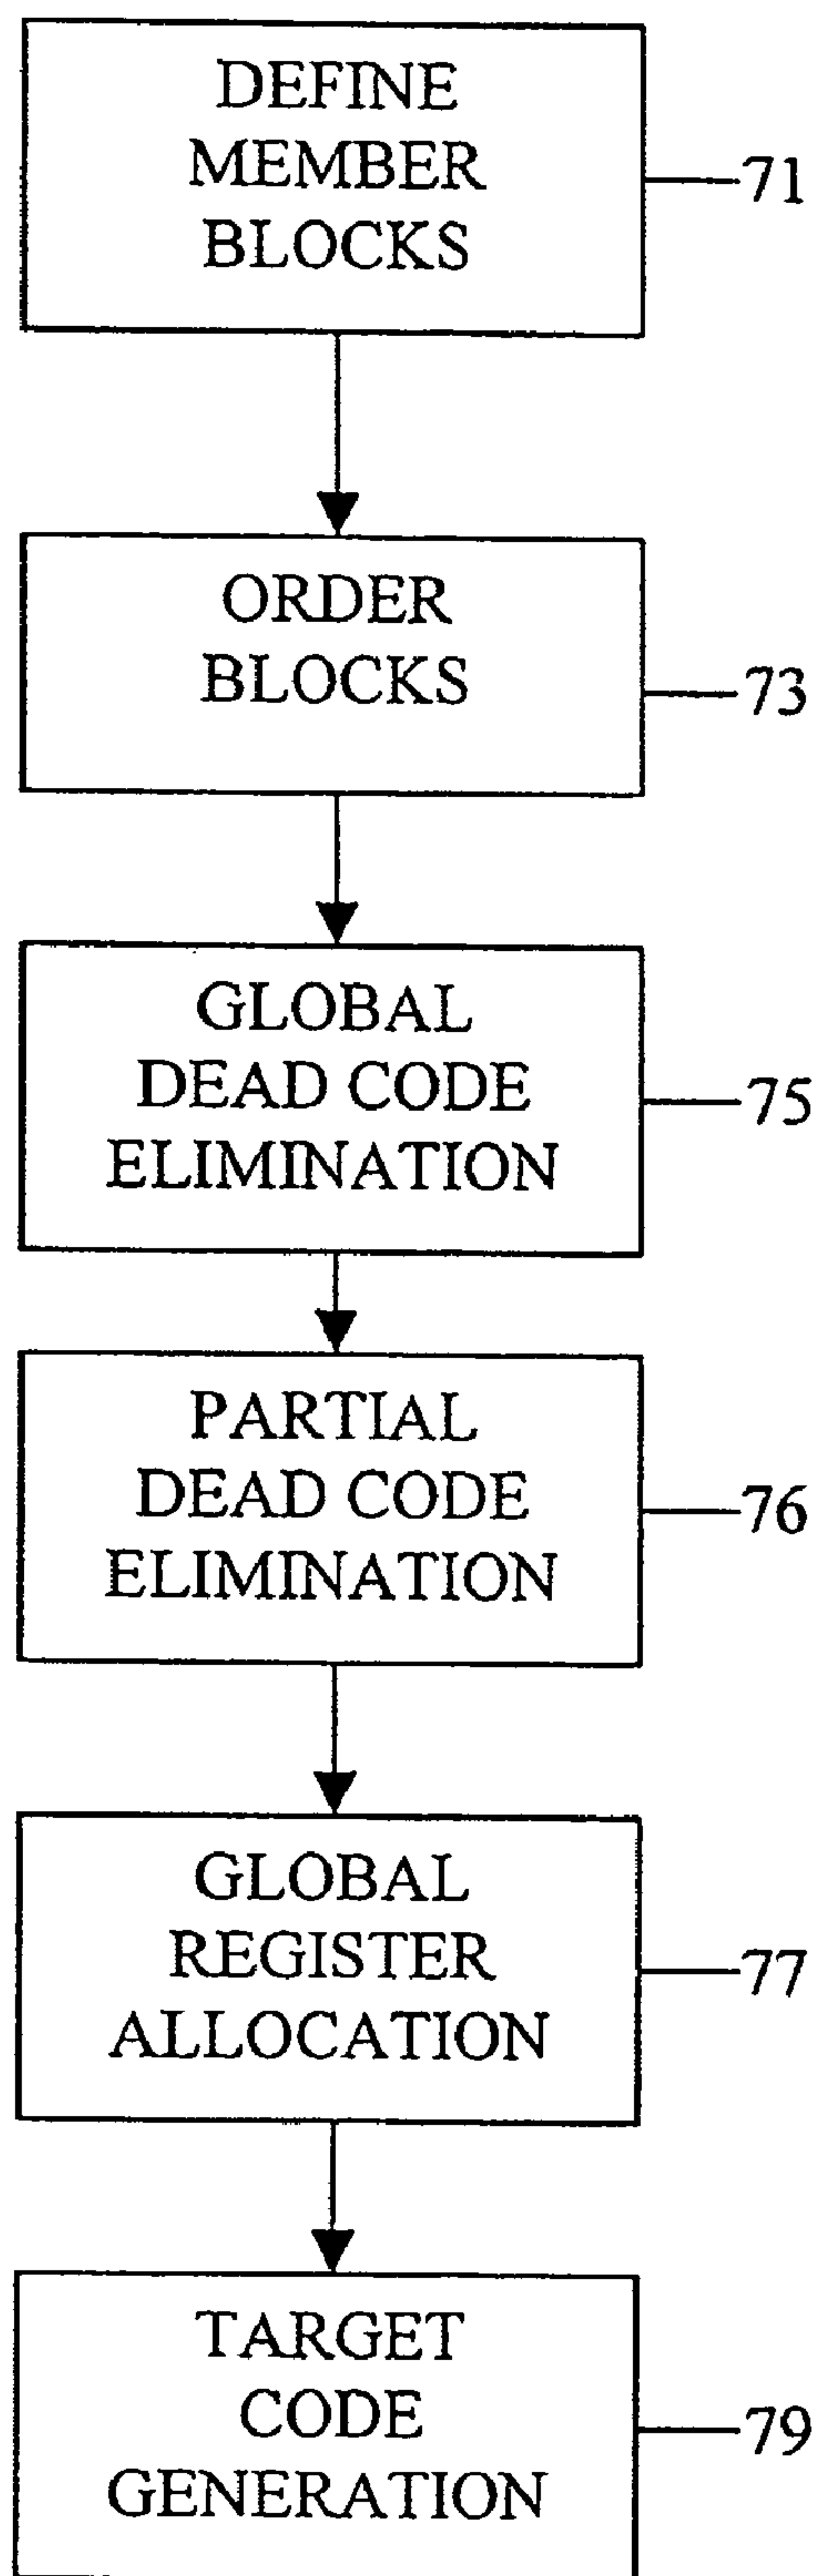 DEFINE
MEMBER
BLOCKS
71
ORDER
BLOCKS
73
GLOBAL
DEAD CODE
ELIMINATION
75
PARTIAL
DEAD CODE
ELIMINATION
76
GLOBAL
REGISTER
ALLOCATION
77
TARGET
CODE
GENERATION
79